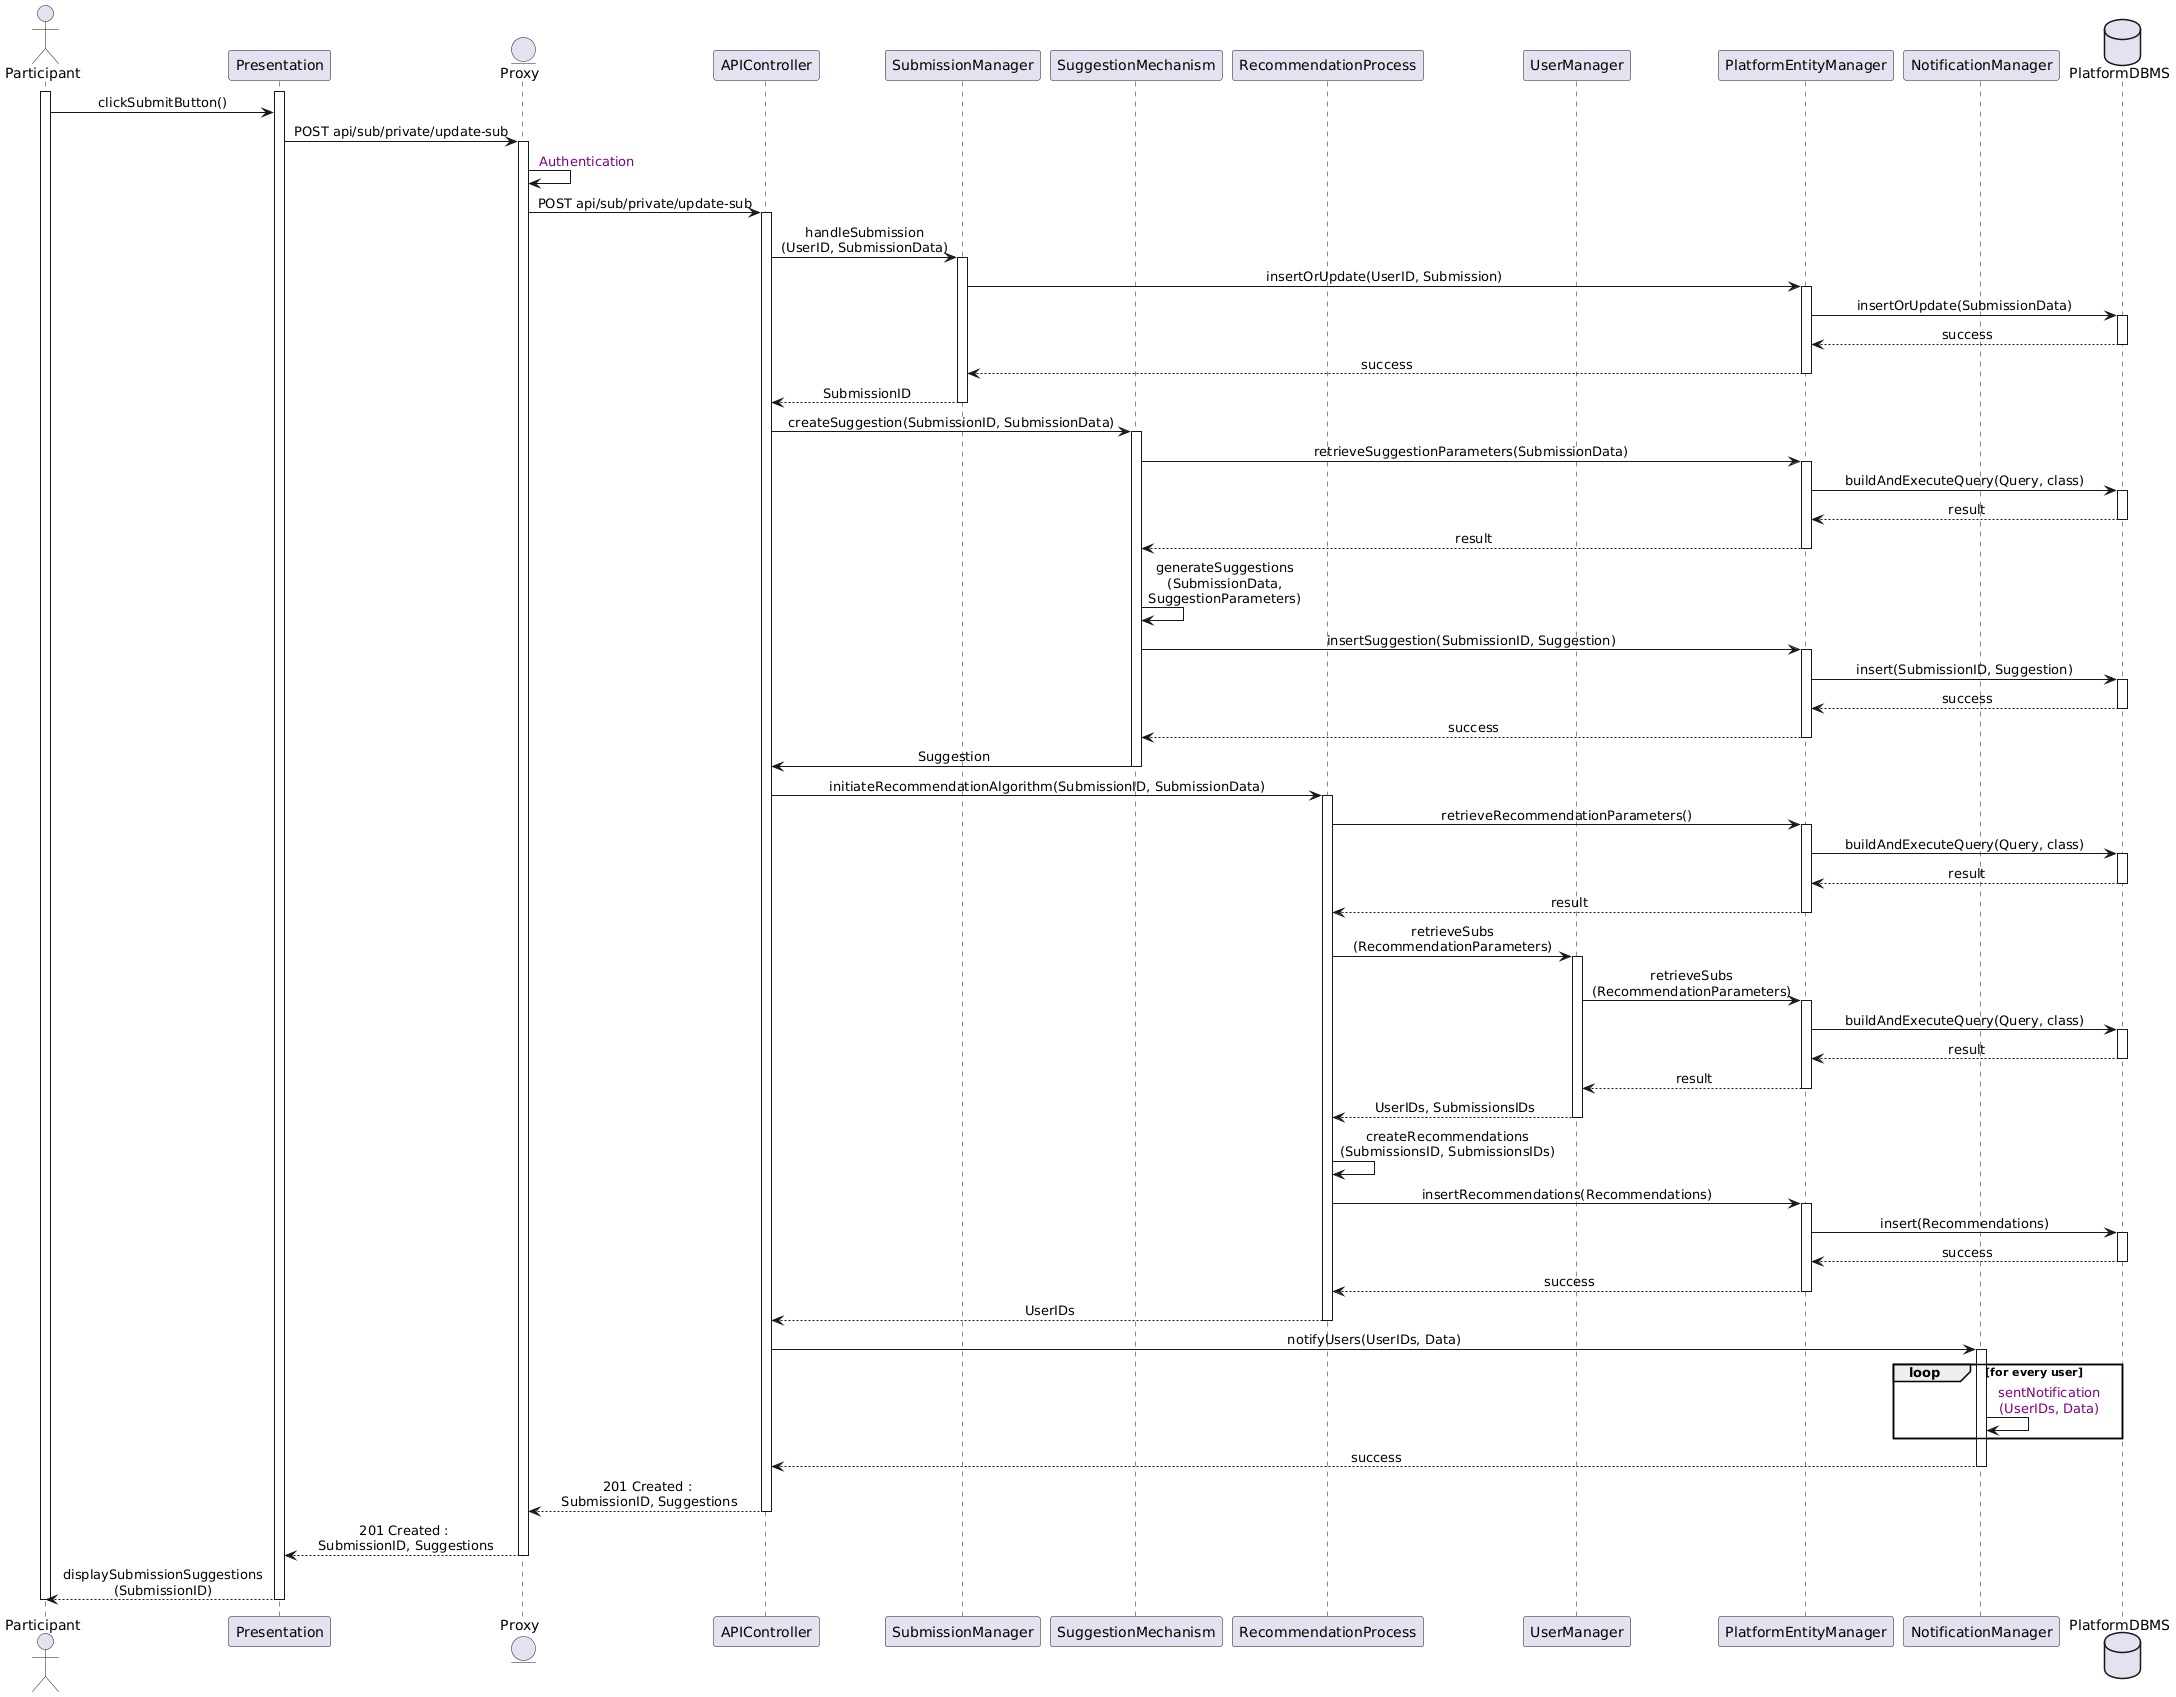 Participant
Presentation
Proxy
APIController
SubmissionManager
SuggestionMechanism
RecommendationProcess
UserManager
PlatformEntityManager
NotificationManager
PlatformDBMS
clickSubmitButton()
POST api/sub/private/update-sub
Authentication
POST api/sub/private/update-sub
handleSubmission
(UserID, SubmissionData)
insertOrUpdate(UserID, Submission)
insertOrUpdate(SubmissionData)
success
success
SubmissionID
createSuggestion(SubmissionID, SubmissionData)
retrieveSuggestionParameters(SubmissionData)
buildAndExecuteQuery(Query, class)
result
result
generateSuggestions
(SubmissionData,
SuggestionParameters)
insertSuggestion(SubmissionID, Suggestion)
insert(SubmissionID, Suggestion)
success
success
Suggestion
initiateRecommendationAlgorithm(SubmissionID, SubmissionData)
retrieveRecommendationParameters()
buildAndExecuteQuery(Query, class)
result
result
retrieveSubs
(RecommendationParameters)
retrieveSubs
(RecommendationParameters)
buildAndExecuteQuery(Query, class)
result
result
UserIDs, SubmissionsIDs
createRecommendations
(SubmissionsID, SubmissionsIDs)
insertRecommendations(Recommendations)
insert(Recommendations)
success
success
UserIDs
notifyUsers(UserIDs, Data)
loop
[for every user]
sentNotification
(UserIDs, Data)
success
201 Created :
SubmissionID, Suggestions
201 Created :
SubmissionID, Suggestions
displaySubmissionSuggestions
(SubmissionID)
Participant
Presentation
Proxy
APIController
SubmissionManager
SuggestionMechanism
RecommendationProcess
UserManager
PlatformEntityManager
NotificationManager
PlatformDBMS